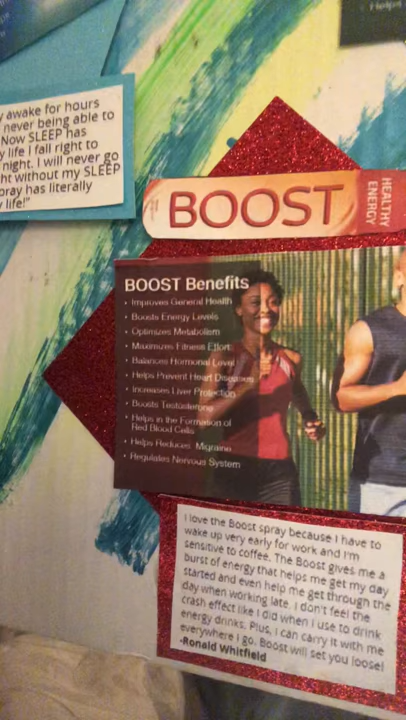 Helps
y awake for hours
never being able to
Now SLEEP has
y life I fall right to
night. I will never go
ht without my SLEEP
pray has literally
life!"
BOOST
HEALTHY
ENERGY
BOOST Benefits
• Improves General Health
• Boosts Energy Levels
• Optimizes Metabolism
• Maximizes Fitness Effort
• Balances Hormonal Level
• Helps Prevent Heart Diseases
• Increases Liver Protection
• Boosts Testosterone
• Helps in the Formation of
Red Blood Cells
• Helps Reduces Migraine
• Regulates Nervous System
I love the Boost spray because I have to
wake up very early for work and I'm
sensitive to coffee. The Boost gives me a
burst of energy that helps me get my day
started and even help me get through the
day when working late. I don't feel the
crash effect like I did when I use to drink
energy drinks. Plus, I can carry it with me
everywhere I go. Boost will set you loose!
-Ronald Whitfield